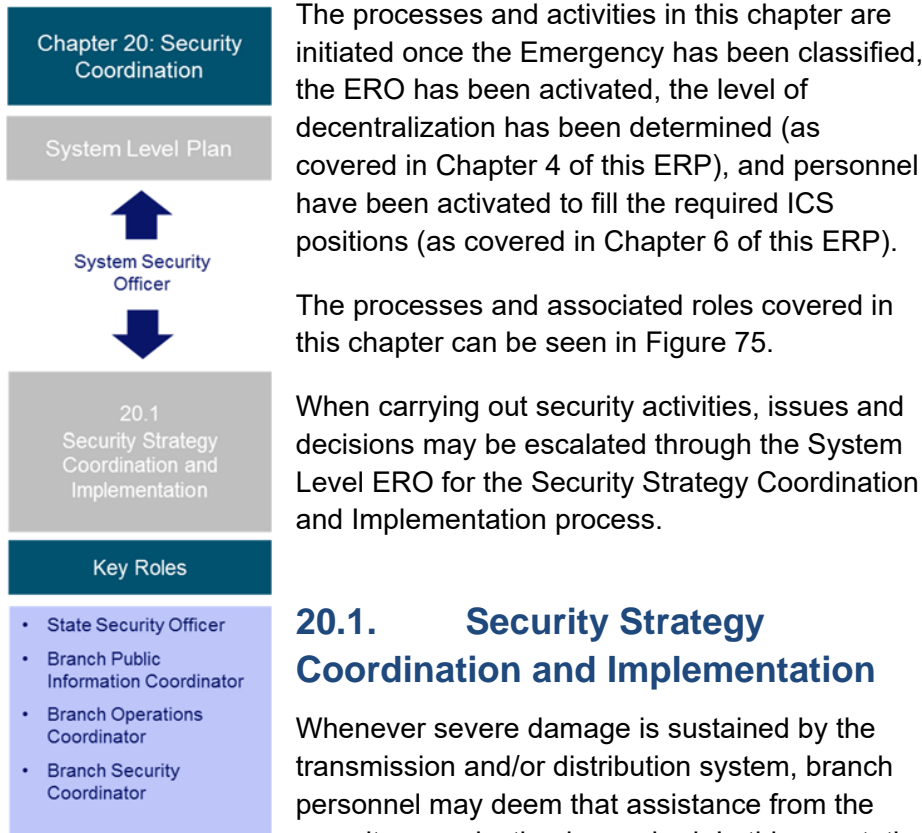 Chapter 20: Security
Coordination
System Level Plan
System Security
Officer
20.1
Security Strategy
Coordination and
Implementation
Key Roles
• State Security Officer
• Branch Public
Information Coordinator
• Branch Operations
Coordinator
• Branch Security
Coordinator
The processes and activities in this chapter are
initiated once the Emergency has been classified,
the ERO has been activated, the level of
decentralization has been determined (as
covered in Chapter 4 of this ERP), and personnel
have been activated to fill the required ICS
positions (as covered in Chapter 6 of this ERP).
The processes and associated roles covered in
this chapter can be seen in Figure 75.
When carrying out security activities, issues and
decisions may be escalated through the System
Level ERO for the Security Strategy Coordination
and Implementation process.
20.1. Security Strategy
Coordination and Implementation
Whenever severe damage is sustained by the
transmission and/or distribution system, branch
personnel may deem that assistance from the